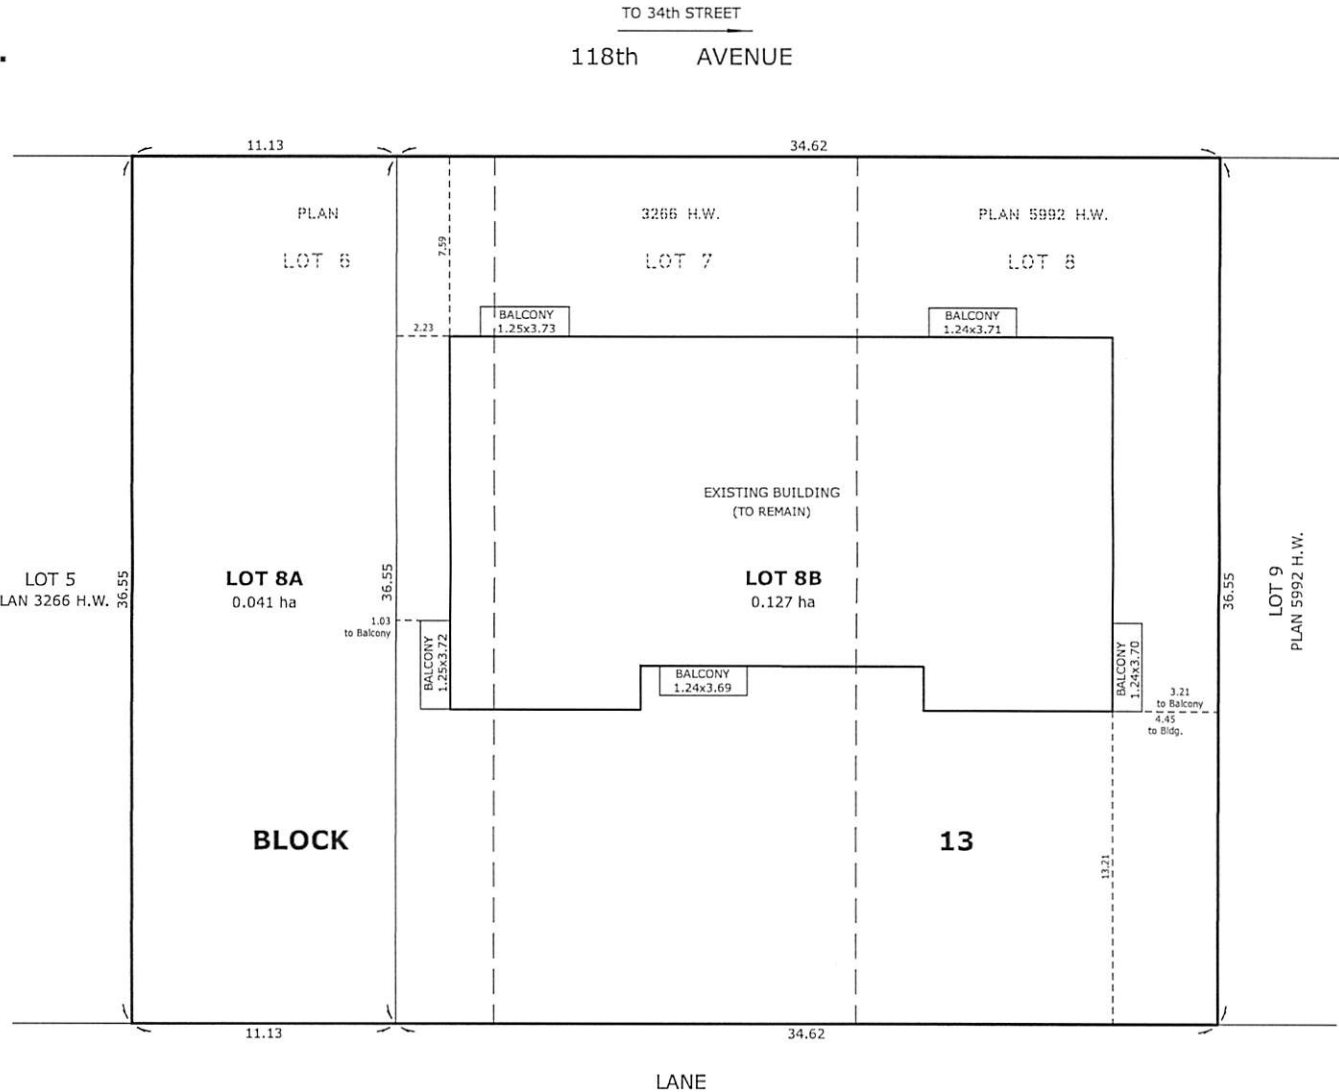 TO 34th STREET
118th AVENUE
11.13
34.62
PLAN
3266 H.W.
PLAN 5992 H.W.
LOT 6
LOT 7
LOT 8
7.59
2.23
BALCONY
1.25x3.73
BALCONY
1.24x3.71
EXISTING BUILDING
(TO REMAIN)
LOT 5
LAN 3266 H.W.
36.55
LOT 8A
0.041 ha
36.55
LOT 8B
0.127 ha
36.55
LOT 9
PLAN 5992 H.W.
1.03
to Balcony
BALCONY
1.25x3.72
BALCONY
1.24x3.69
BALCONY
1.24x3.70
3.21
to Balcony
4.45
to Bldg.
BLOCK
13
13.21
11.13
34.62
LANE